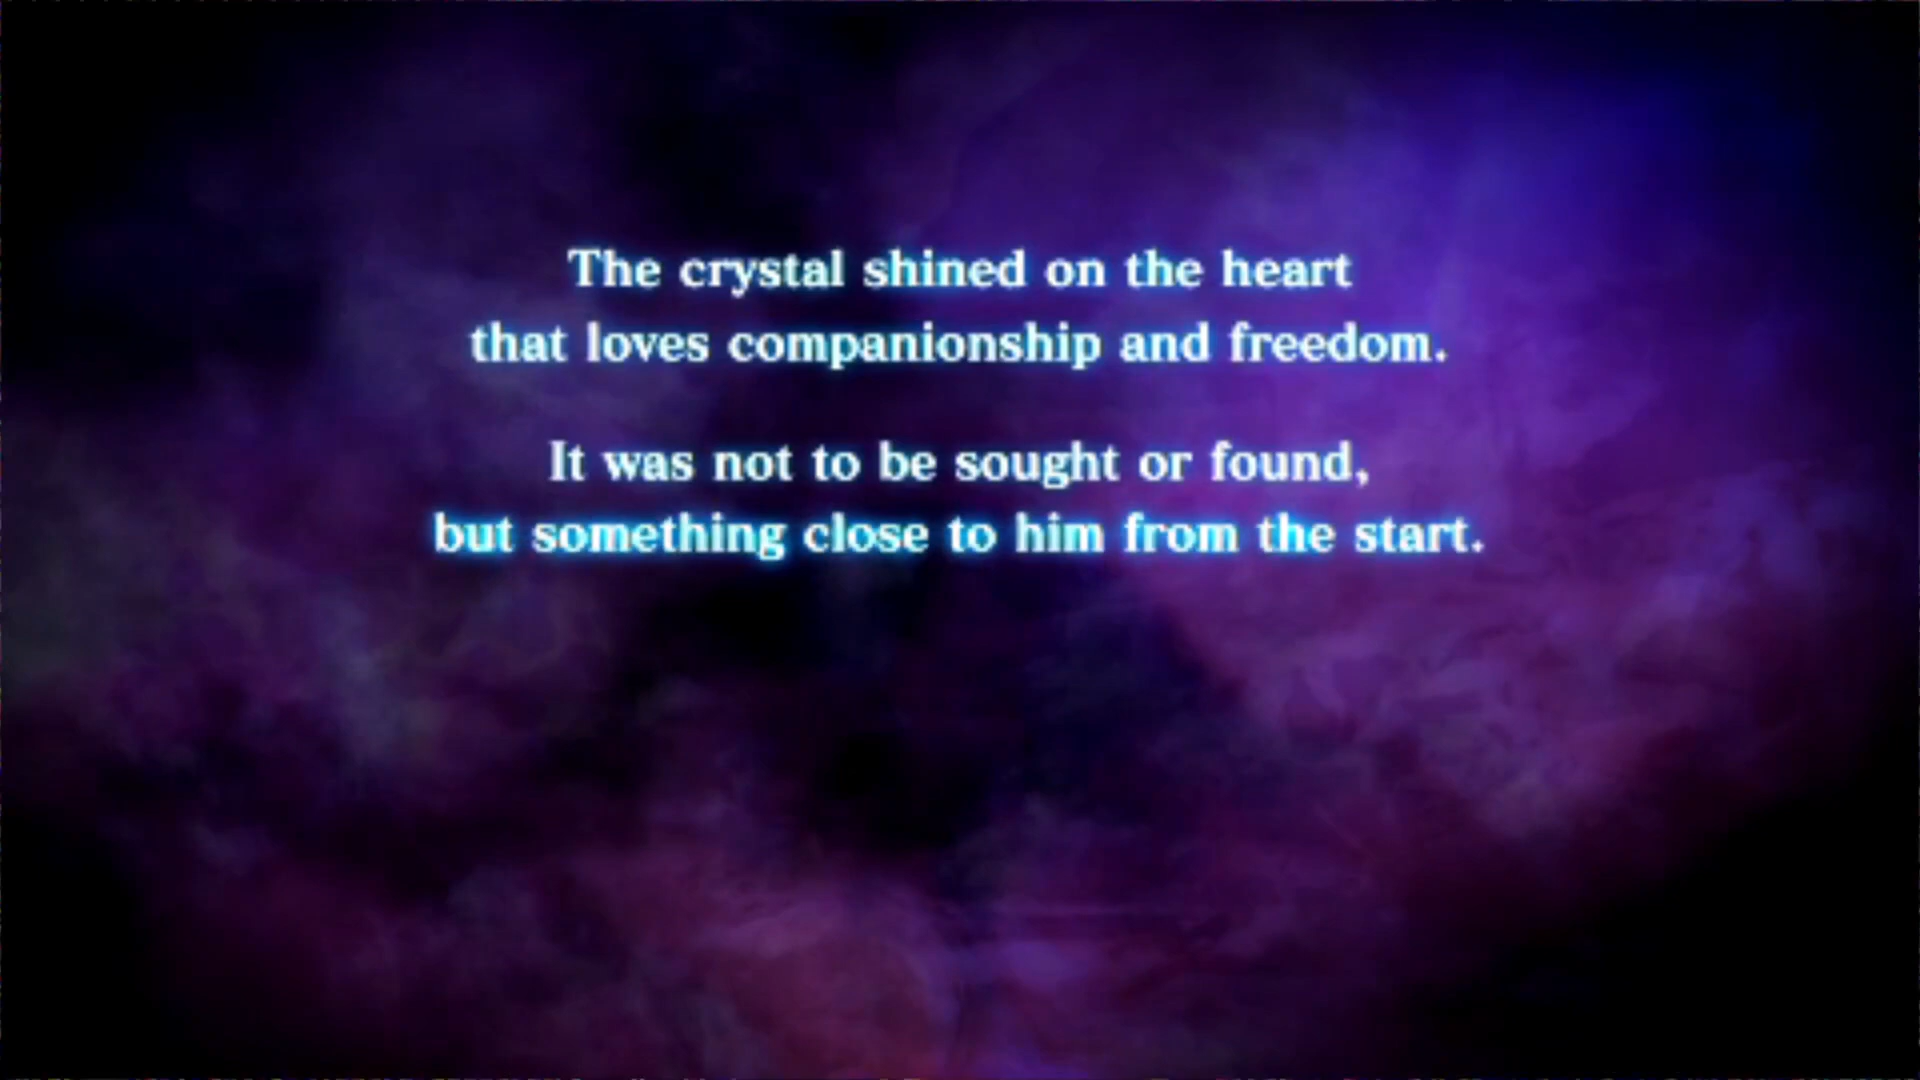 The crystal shined on the heart
that loves companionship and freedom.
It was not to be sought or found,
but something close to him from the start.